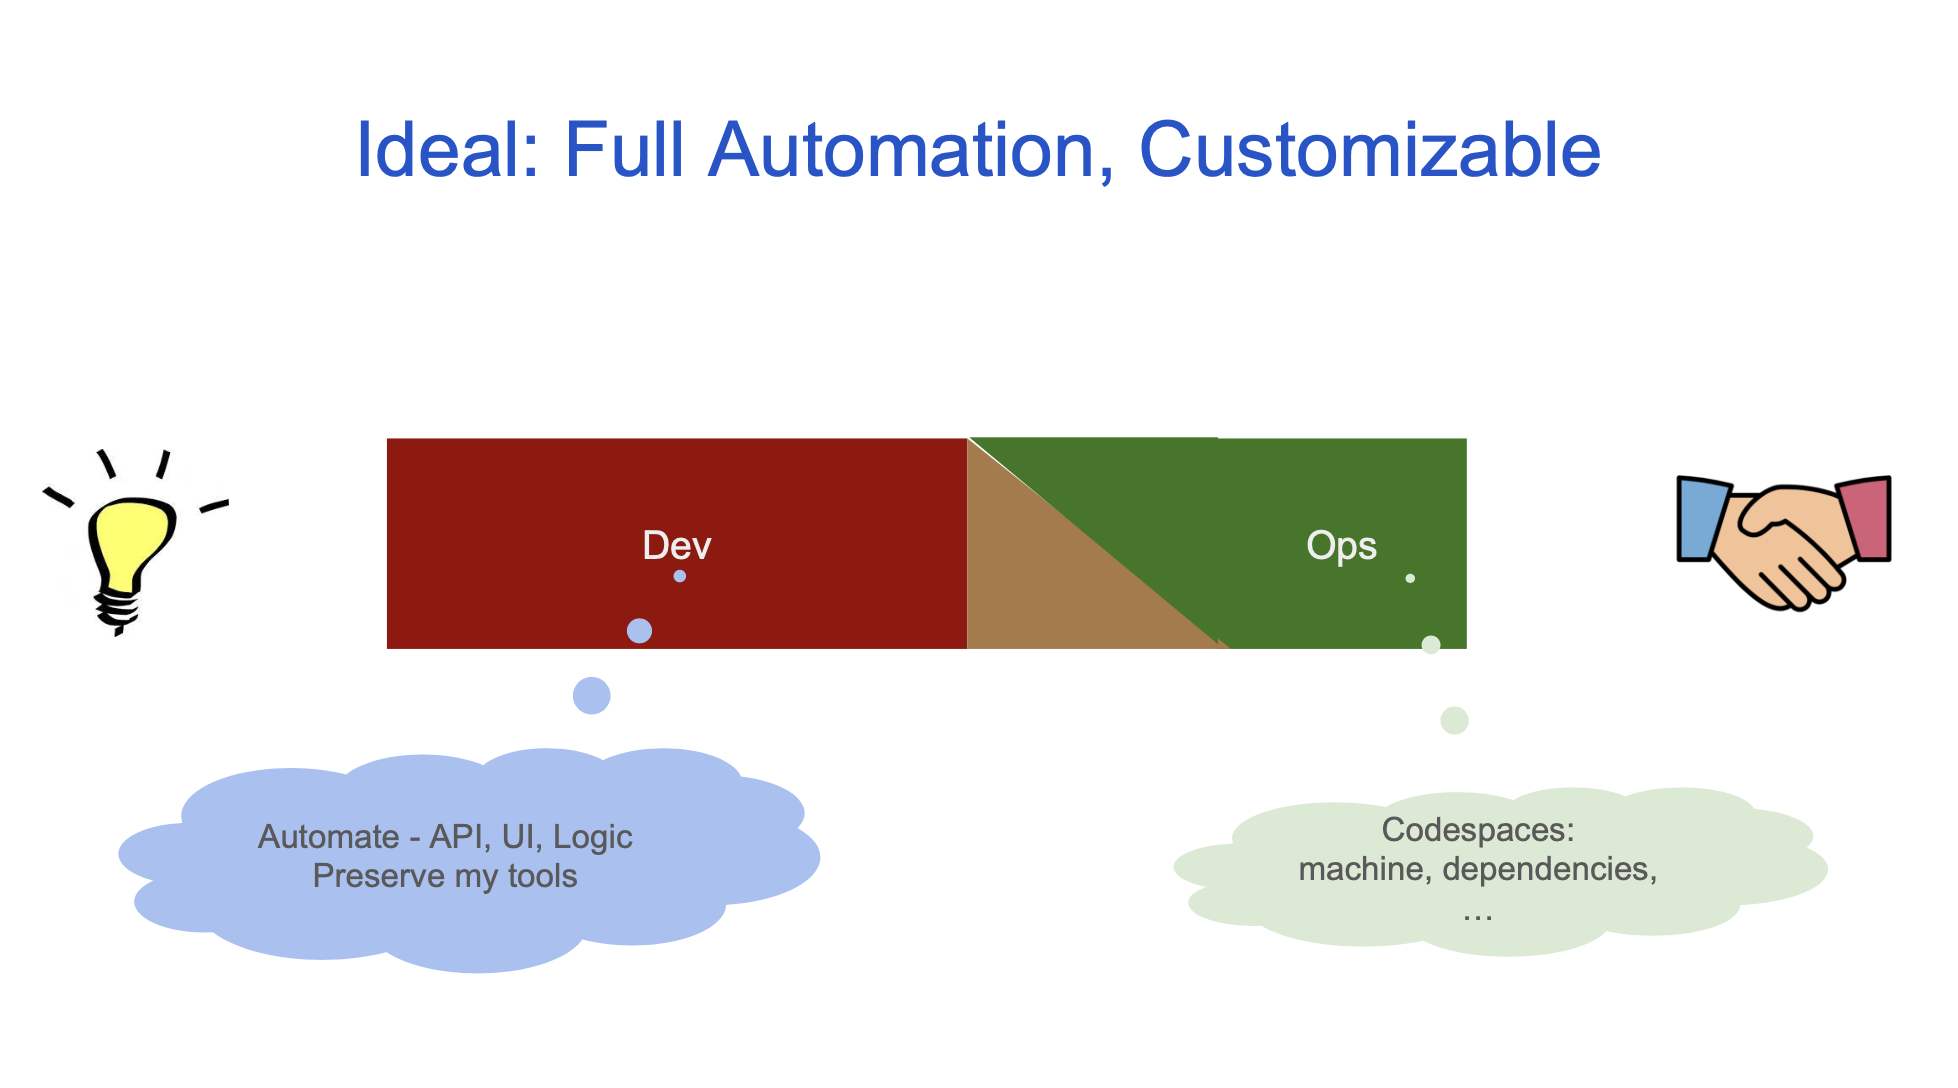 Ideal: Full Automation, Customizable
Dev
Ops
Automate - API, UI, Logic
Preserve my tools
Codespaces:
machine, dependencies,
…